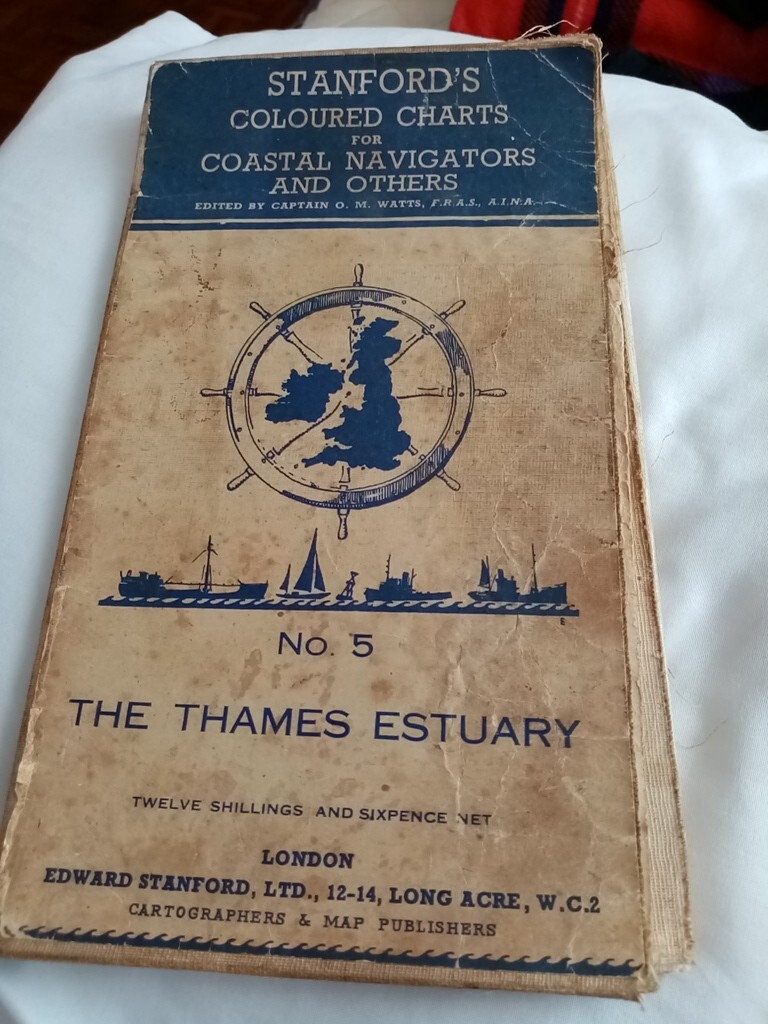 STANFORD'S
COLOURED CHARTS
FOR
COASTAL NAVIGATORS
AND OTHERS
EDITED BY CAPTAIN O. M. WATTS, F.R.A.S., A.I.N.A.
E
No. 5
THE THAMES ESTUARY
TWELVE SHILLINGS AND SIXPENCE NET
LONDON
EDWARD STANFORD, LTD., 12-14, LONG ACRE, W.C.2
CARTOGRAPHERS & MAP PUBLISHERS